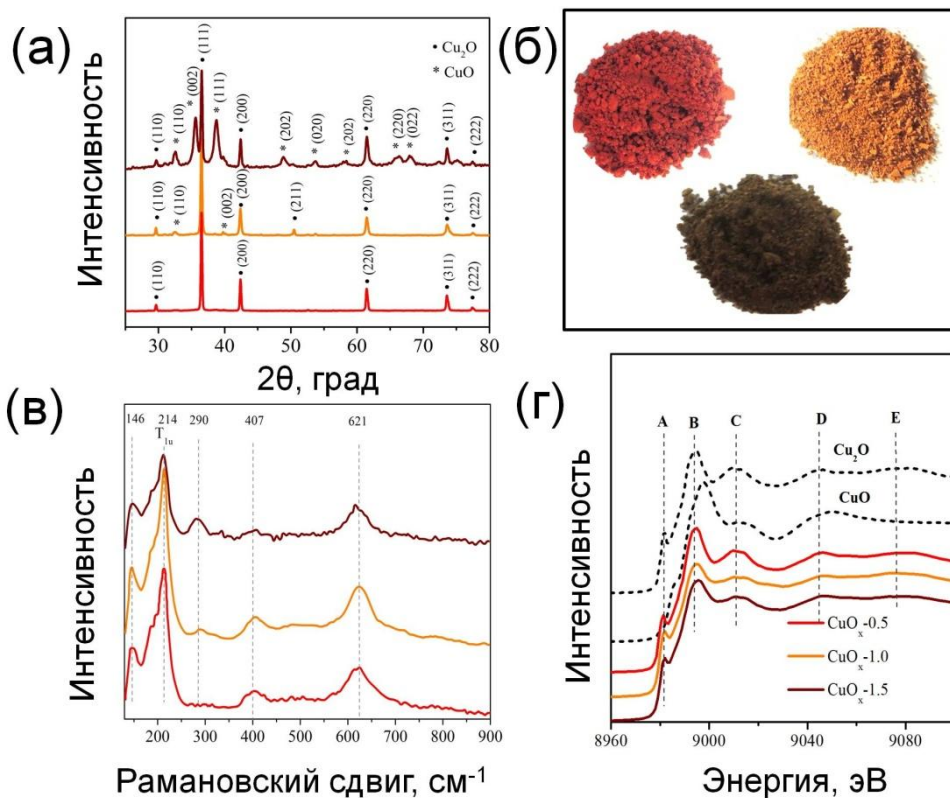 (а)
• Cu₂O
* CuO
Интенсивность
• (110)
* (110)
* (002)
• (111)
* (111)
• (200)
* (202)
* (020)
* (202)
• (220)
* (220)
* (022)
• (311)
• (222)
• (110)
* (110)
* (002)
• (200)
• (211)
• (220)
• (311)
• (222)
• (110)
• (200)
• (220)
• (311)
• (222)
30 40 50 60 70 80
2θ, град
(б)
(в)
146 214 290 407 621
T₁ᵤ
Интенсивность
200 300 400 500 600 700 800 900
Рамановский сдвиг, см⁻¹
(г)
A B C D E
Cu₂O
CuO
Интенсивность
CuOₓ-0.5
CuOₓ-1.0
CuOₓ-1.5
8960 9000 9040 9080
Энергия, эВ